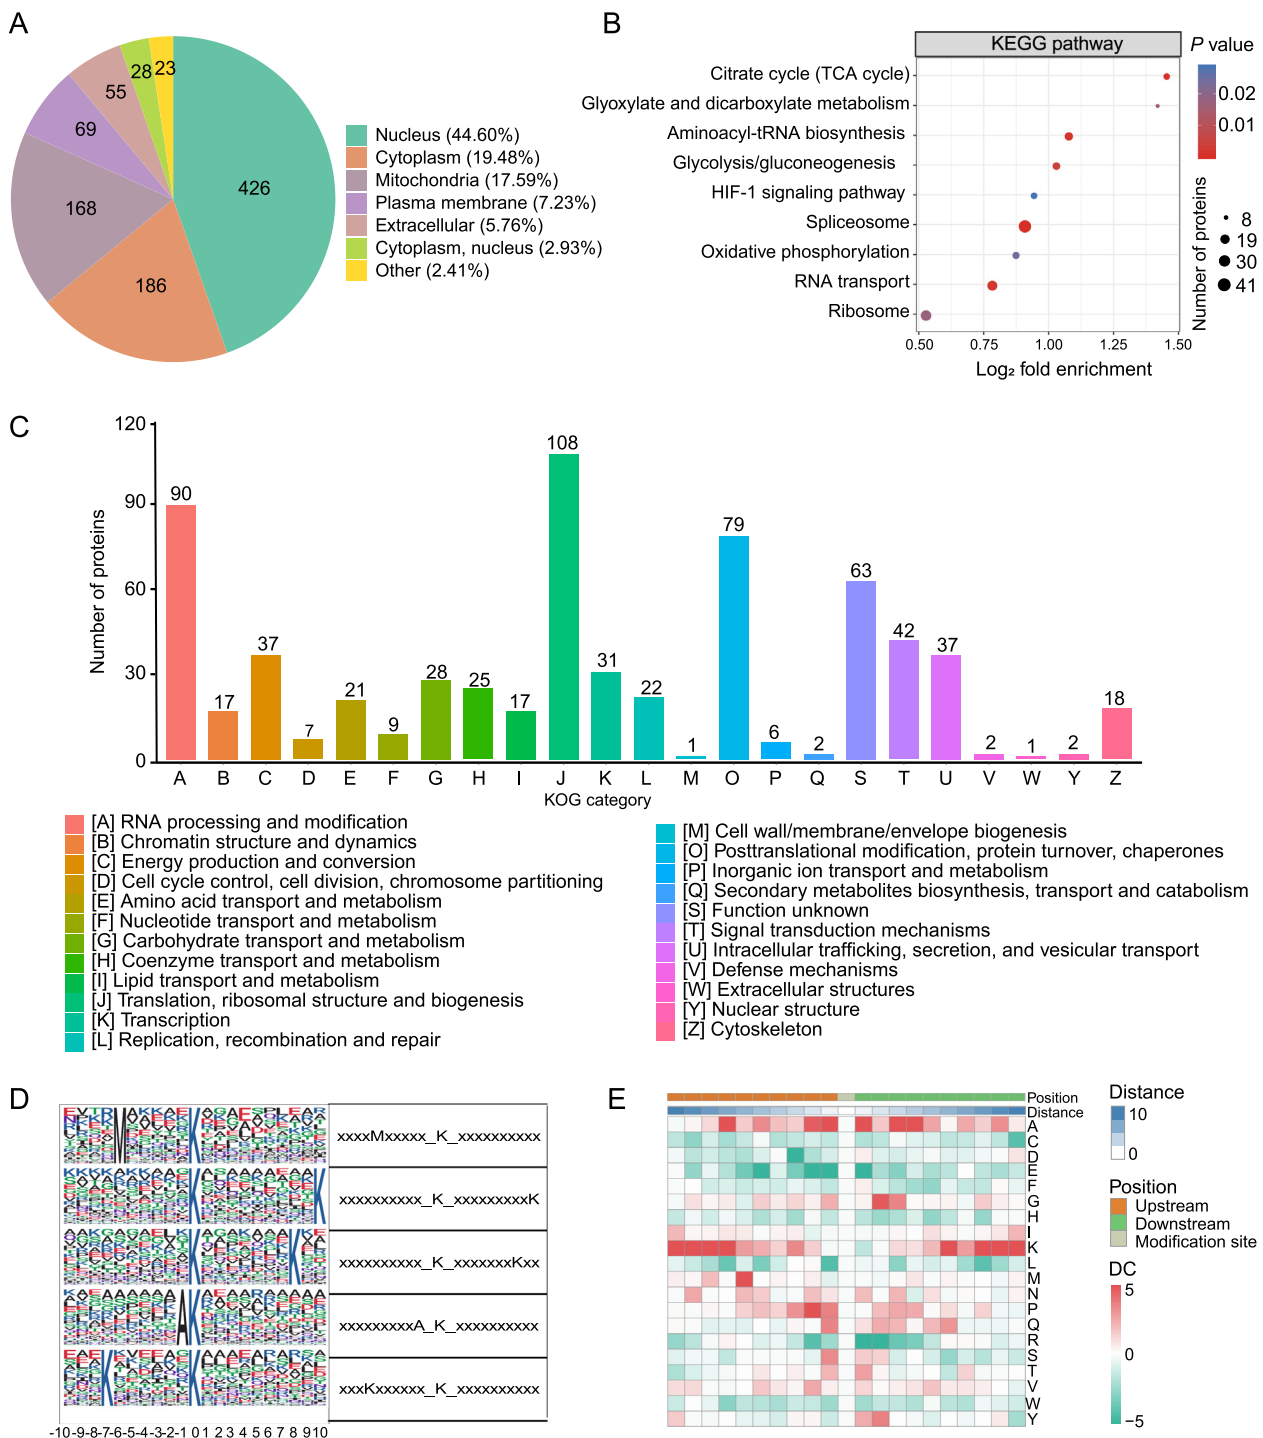 A
426
186
168
69
55
28
23
Nucleus (44.60%)
Cytoplasm (19.48%)
Mitochondria (17.59%)
Plasma membrane (7.23%)
Extracellular (5.76%)
Cytoplasm, nucleus (2.93%)
Other (2.41%)
B
KEGG pathway
Citrate cycle (TCA cycle)
Glyoxylate and dicarboxylate metabolism
Aminoacyl-tRNA biosynthesis
Glycolysis/gluconeogenesis
HIF-1 signaling pathway
Spliceosome
Oxidative phosphorylation
RNA transport
Ribosome
0.50 0.75 1.00 1.25 1.50
Log₂ fold enrichment
P value
0.02
0.01
Number of proteins
8
19
30
41
C
Number of proteins
120
90
60
30
0
90 17 37 7 21 9 28 25 17 108 31 22 1 79 6 2 63 42 37 2 1 2 18
A B C D E F G H I J K L M O P Q S T U V W Y Z
KOG category
[A] RNA processing and modification
[B] Chromatin structure and dynamics
[C] Energy production and conversion
[D] Cell cycle control, cell division, chromosome partitioning
[E] Amino acid transport and metabolism
[F] Nucleotide transport and metabolism
[G] Carbohydrate transport and metabolism
[H] Coenzyme transport and metabolism
[I] Lipid transport and metabolism
[J] Translation, ribosomal structure and biogenesis
[K] Transcription
[L] Replication, recombination and repair
[M] Cell wall/membrane/envelope biogenesis
[O] Posttranslational modification, protein turnover, chaperones
[P] Inorganic ion transport and metabolism
[Q] Secondary metabolites biosynthesis, transport and catabolism
[S] Function unknown
[T] Signal transduction mechanisms
[U] Intracellular trafficking, secretion, and vesicular transport
[V] Defense mechanisms
[W] Extracellular structures
[Y] Nuclear structure
[Z] Cytoskeleton
D
xxxxMxxxxx_K_xxxxxxxxxx
xxxxxxxxxx_K_xxxxxxxxxK
xxxxxxxxxx_K_xxxxxxxKxx
xxxxxxxxxA_K_xxxxxxxxxx
xxxKxxxxxx_K_xxxxxxxxxx
-10-9-8-7-6-5-4-3-2-1 0 1 2 3 4 5 6 7 8 9 10
E
Position
Distance
A
C
D
E
F
G
H
I
K
L
M
N
P
Q
R
S
T
V
W
Y
Distance
10
0
Position
Upstream
Downstream
Modification site
DC
5
0
−5